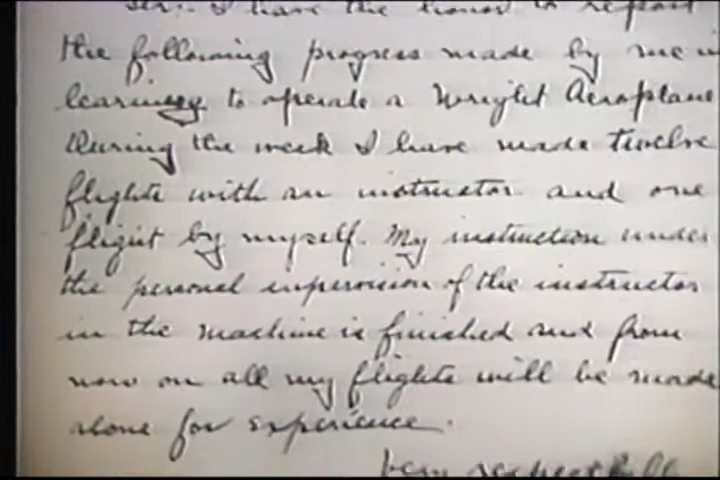 Sir: I have the honor to report
the following progress made by me in
learning to operate a Wright Aeroplane
During the week I have made twelve
flights with an instructor and one
flight by myself. My instruction under
the personal supervision of the instructor
in the machine is finished and from
now on all my flights will be made
alone for experience.
Very respectfully